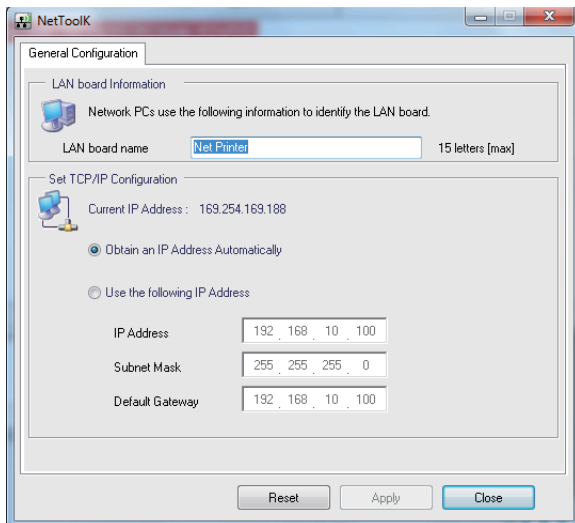 NetToolK
General Configuration
LAN board Information
Network PCs use the following information to identify the LAN board.
LAN board name Net Printer 15 letters [max]
Set TCP/IP Configuration
Current IP Address : 169.254.169.188
Obtain an IP Address Automatically
Use the following IP Address
IP Address 192 . 168 . 10 . 100
Subnet Mask 255 . 255 . 255 . 0
Default Gateway 192 . 168 . 10 . 100
Reset Apply Close